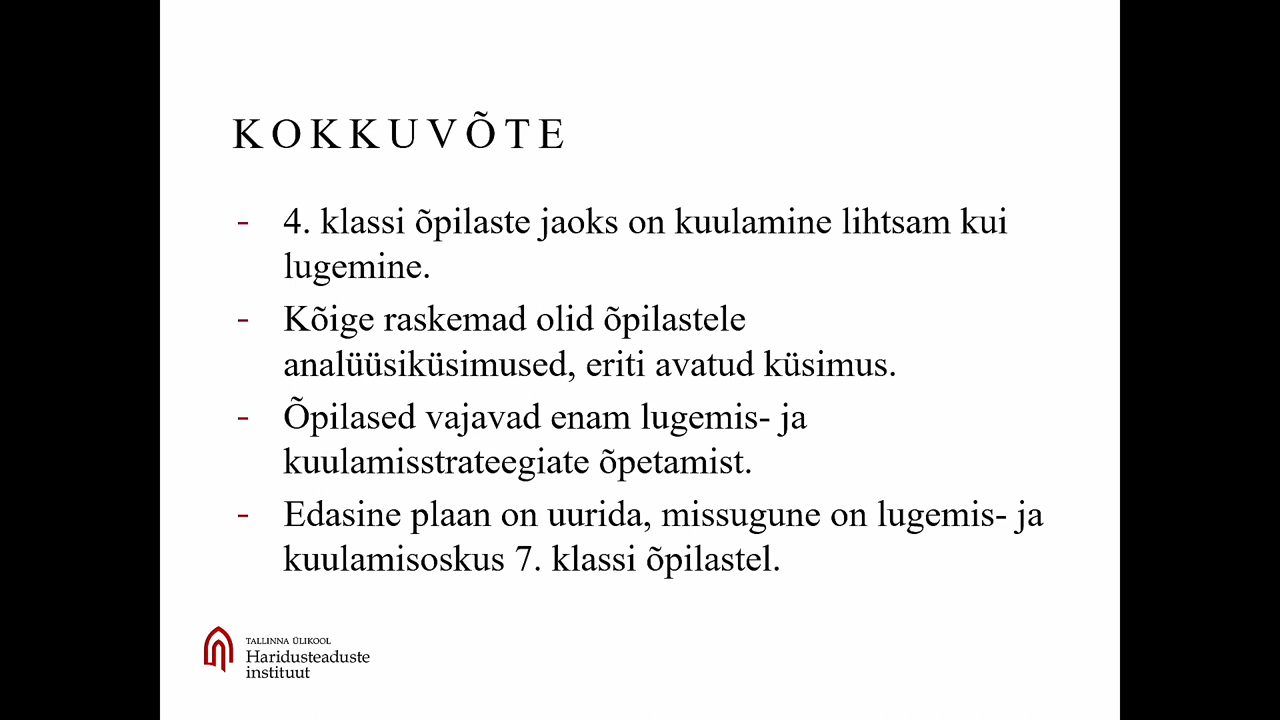 KOKKUVÕTE
- 4. klassi õpilaste jaoks on kuulamine lihtsam kui
lugemine.
- Kõige raskemad olid õpilastele
analüüsiküsimused, eriti avatud küsimus.
- Õpilased vajavad enam lugemis- ja
kuulamisstrateegiate õpetamist.
- Edasine plaan on uurida, missugune on lugemis- ja
kuulamisoskus 7. klassi õpilastel.
TALLINNA ÜLIKOOL
Haridusteaduste
instituut